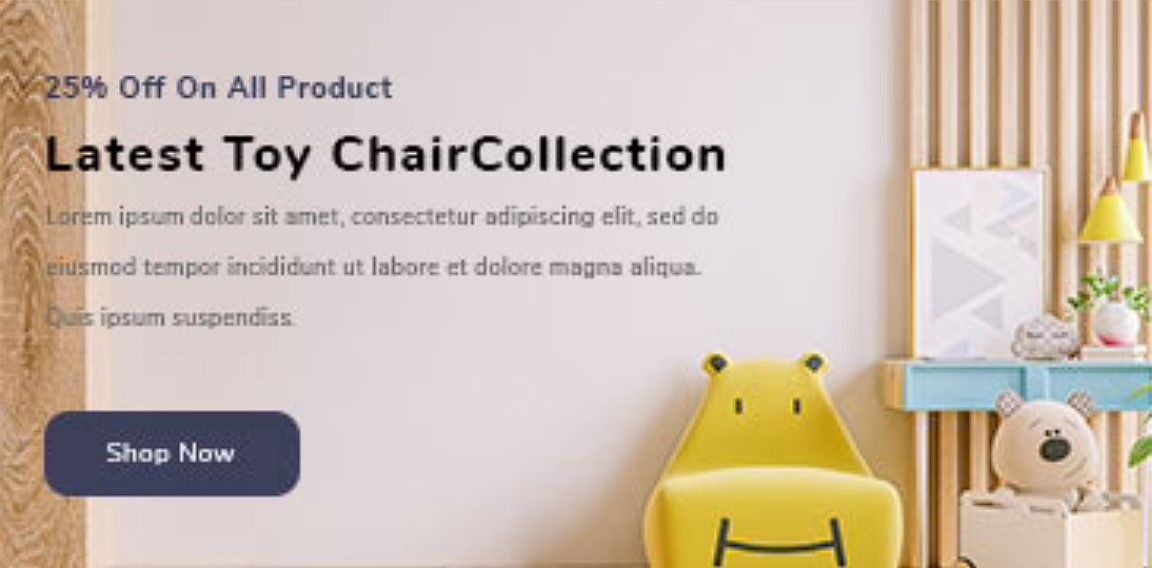 25% Off On All Product
Latest Toy ChairCollection
Lorem ipsum dolor sit amet, consectetur adipiscing elit, sed do
eiusmod tempor incididunt ut labore et dolore magna aliqua.
Quis ipsum suspendiss.
Shop Now